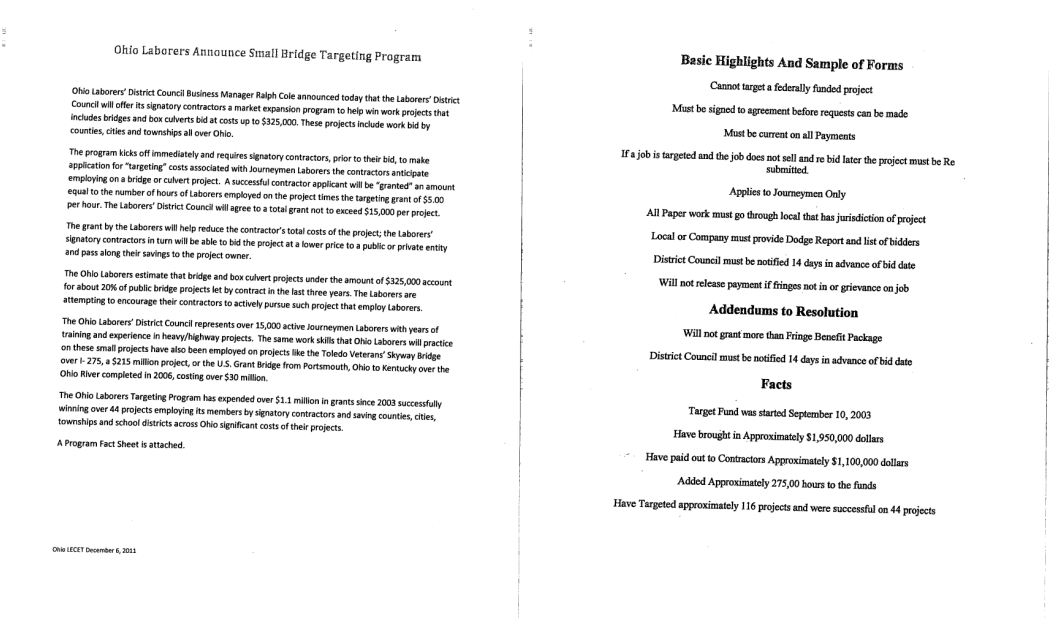 Ohio Laborers Announce Small Bridge Targeting Program
Ohio Laborers' District Council Business Manager Ralph Cole announced today that the Laborers' District
Council will offer its signatory contractors a market expansion program to help win work projects that
includes bridges and box culverts bid at costs up to $325,000. These projects include work bid by
counties, cities and townships all over Ohio.
The program kicks off immediately and requires signatory contractors, prior to their bid, to make
application for "targeting" costs associated with Journeymen Laborers the contractors anticipate
employing on a bridge or culvert project. A successful contractor applicant will be "granted" an amount
equal to the number of hours of Laborers employed on the project times the targeting grant of $5.00
per hour. The Laborers' District Council will agree to a total grant not to exceed $15,000 per project.
The grant by the Laborers will help reduce the contractor's total costs of the project; the Laborers'
signatory contractors in turn will be able to bid the project at a lower price to a public or private entity
and pass along their savings to the project owner.
The Ohio Laborers estimate that bridge and box culvert projects under the amount of $325,000 account
for about 20% of public bridge projects let by contract in the last three years. The Laborers are
attempting to encourage their contractors to actively pursue such project that employ Laborers.
The Ohio Laborers' District Council represents over 15,000 active Journeymen Laborers with years of
training and experience in heavy/highway projects. The same work skills that Ohio Laborers will practice
on these small projects have also been employed on projects like the Toledo Veterans' Skyway Bridge
over I- 275, a $215 million project, or the U.S. Grant Bridge from Portsmouth, Ohio to Kentucky over the
Ohio River completed in 2006, costing over $30 million.
The Ohio Laborers Targeting Program has expended over $1.1 million in grants since 2003 successfully
winning over 44 projects employing its members by signatory contractors and saving counties, cities,
townships and school districts across Ohio significant costs of their projects.
A Program Fact Sheet is attached.
Ohio LECET December 6, 2011
Basic Highlights And Sample of Forms
Cannot target a federally funded project
Must be signed to agreement before requests can be made
Must be current on all Payments
If a job is targeted and the job does not sell and re bid later the project must be Re
submitted.
Applies to Journeymen Only
All Paper work must go through local that has jurisdiction of project
Local or Company must provide Dodge Report and list of bidders
District Council must be notified 14 days in advance of bid date
Will not release payment if fringes not in or grievance on job
Addendums to Resolution
Will not grant more than Fringe Benefit Package
District Council must be notified 14 days in advance of bid date
Facts
Target Fund was started September 10, 2003
Have brought in Approximately $1,950,000 dollars
Have paid out to Contractors Approximately $1,100,000 dollars
Added Approximately 275,00 hours to the funds
Have Targeted approximately 116 projects and were successful on 44 projects